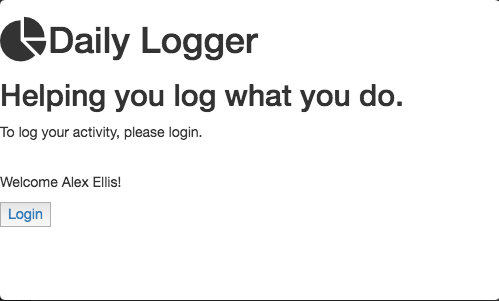 Daily Logger
Helping you log what you do.
To log your activity, please login.
Welcome Alex Ellis!
Login